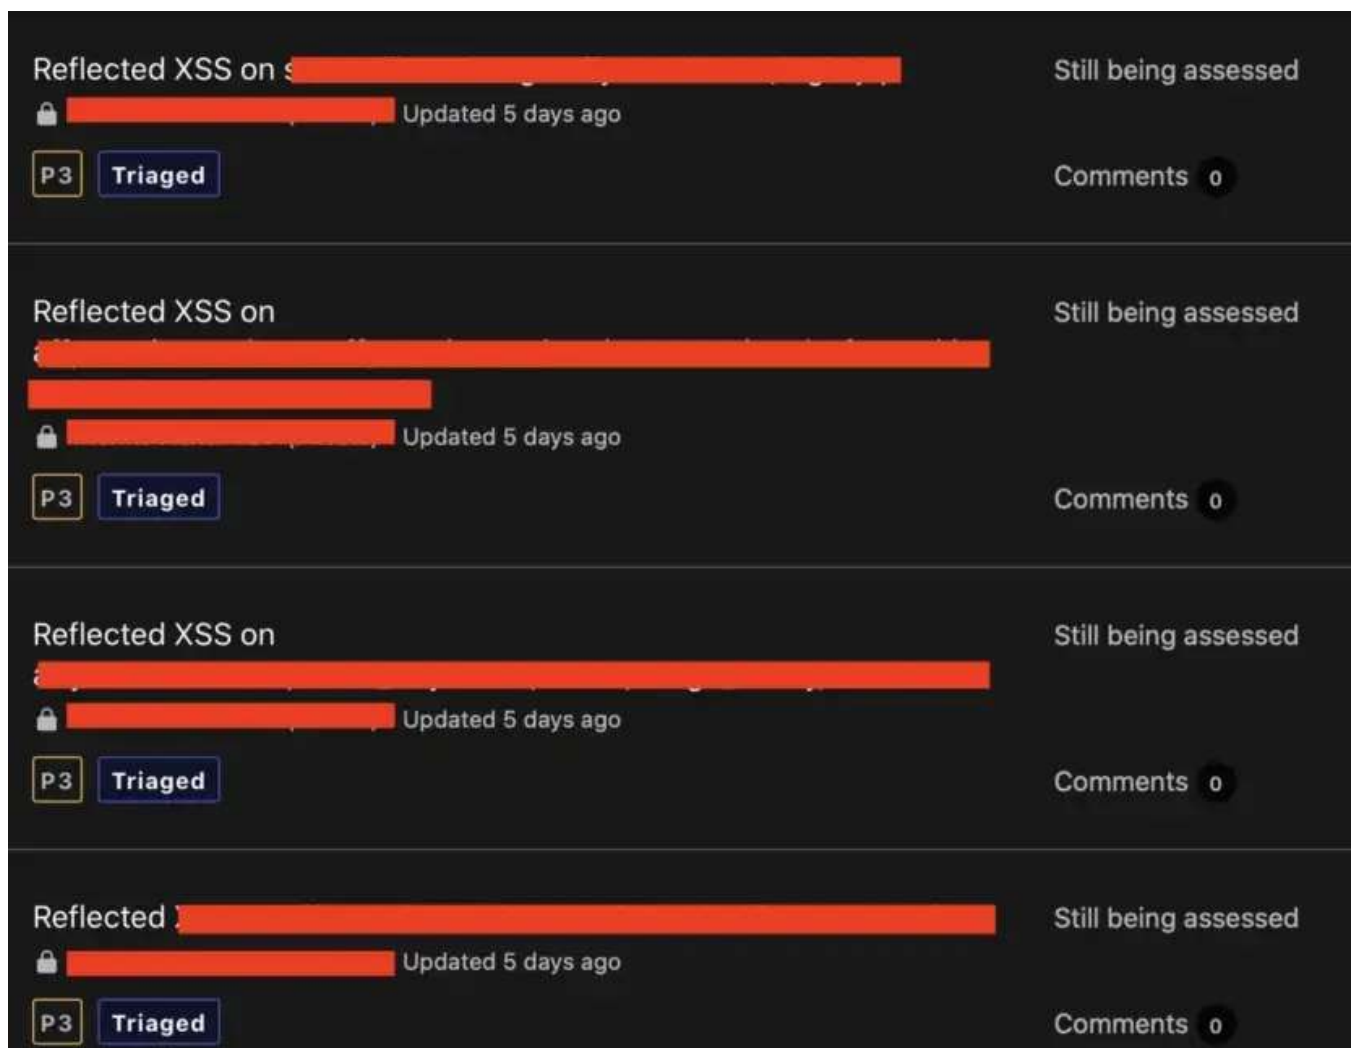 Reflected XSS on
Still being assessed
Updated 5 days ago
P3 Triaged
Comments 0
Reflected XSS on
Still being assessed
Updated 5 days ago
P3 Triaged
Comments 0
Reflected XSS on
Still being assessed
Updated 5 days ago
P3 Triaged
Comments 0
Reflected
Still being assessed
Updated 5 days ago
P3 Triaged
Comments 0